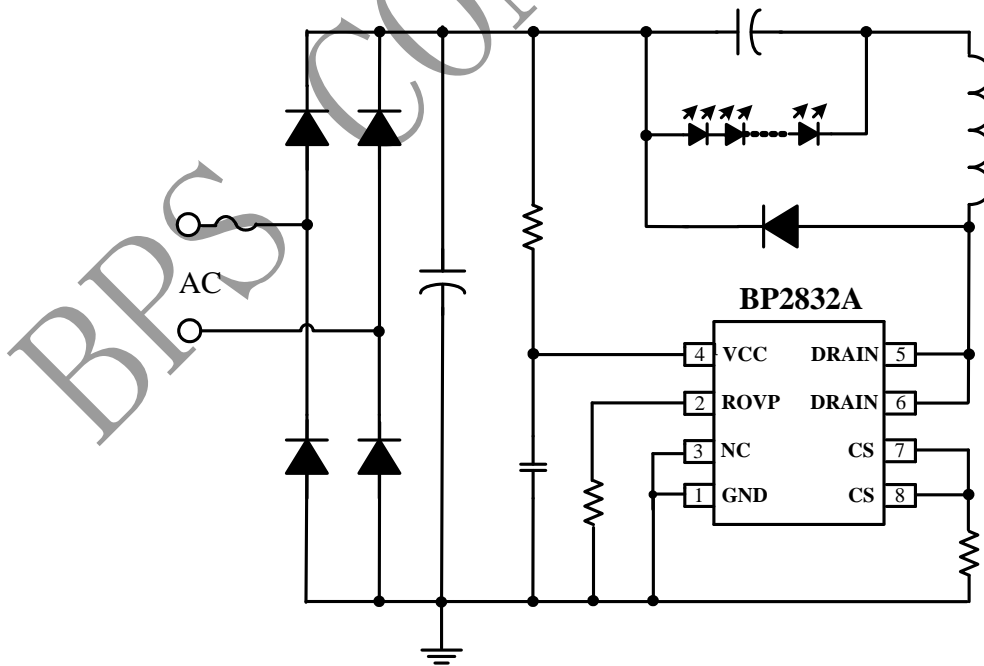 BPS CON
AC
BP2832A
4 VCC DRAIN 5
2 ROVP DRAIN 6
3 NC CS 7
1 GND CS 8